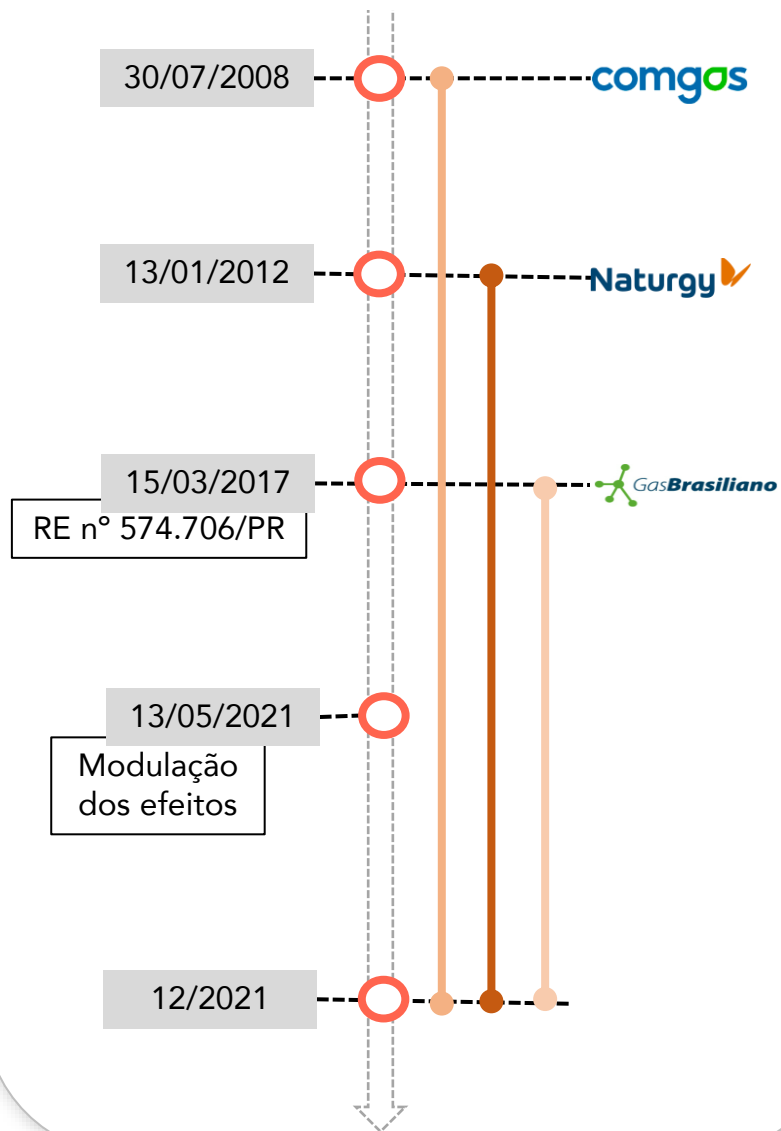 30/07/2008
comgas
13/01/2012
Naturgy
15/03/2017
GasBrasiliano
RE n° 574.706/PR
13/05/2021
Modulação
dos efeitos
12/2021